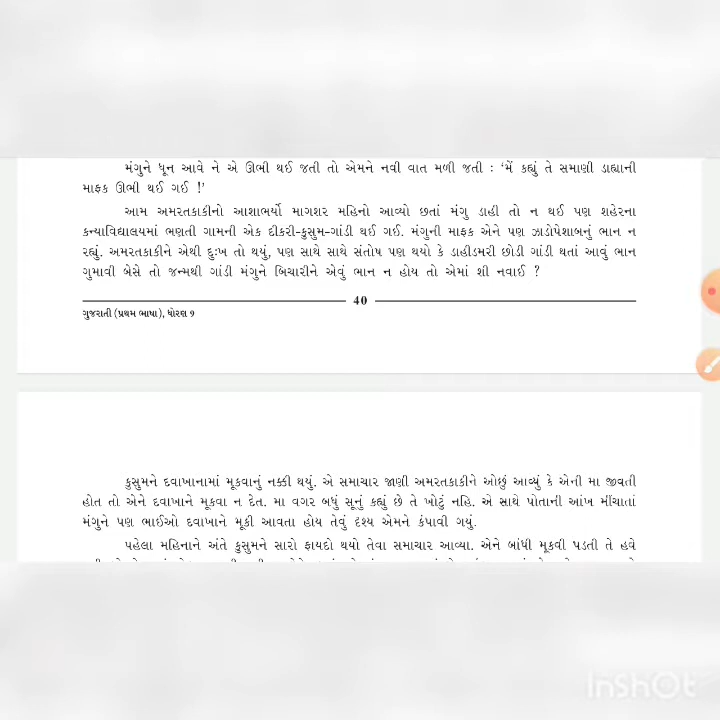 મંગુને ધૂન આવે ને એ ઊભી થઈ જતી તો એમને નવી વાત મળી જતી : ‘મેં કહ્યું તે સમાણી ડાહ્યાની
માફક ઊભી થઈ ગઈ !’
આમ અમરતકાકીનો આશાભર્યો માગશર મહિનો આવ્યો છતાં મંગુ ડાહી તો ન થઈ પણ શહેરના
કન્યાવિદ્યાલયમાં ભણતી ગામની એક દીકરી-કુસુમ-ગાંડી થઈ ગઈ. મંગુની માફક એને પણ ઝાડોપેશાબનું ભાન ન
રહ્યું. અમરતકાકીને એથી દુઃખ તો થયું, પણ સાથે સાથે સંતોષ પણ થયો કે ડાહીડમરી છોડી ગાંડી થતાં આવું ભાન
ગુમાવી બેસે તો જન્મથી ગાંડી મંગુને બિચારીને એવું ભાન ન હોય તો એમાં શી નવાઈ ?
40
ગુજરાતી (પ્રથમ ભાષા), ધોરણ 9
કુસુમને દવાખાનામાં મૂકવાનું નક્કી થયું. એ સમાચાર જાણી અમરતકાકીને ઓછું આવ્યું કે એની મા જીવતી
હોત તો એને દવાખાને મૂકવા ન દેત. મા વગર બધું સૂનું કહ્યું છે તે ખોટું નહિ. એ સાથે પોતાની આંખ મીંચાતાં
મંગુને પણ ભાઈઓ દવાખાને મૂકી આવતા હોય તેવું દૃશ્ય એમને કંપાવી ગયું.
પહેલા મહિનાને અંતે કુસુમને સારો ફાયદો થયો તેવા સમાચાર આવ્યા. એને બાંધી મૂકવી પડતી તે હવે
InShOt